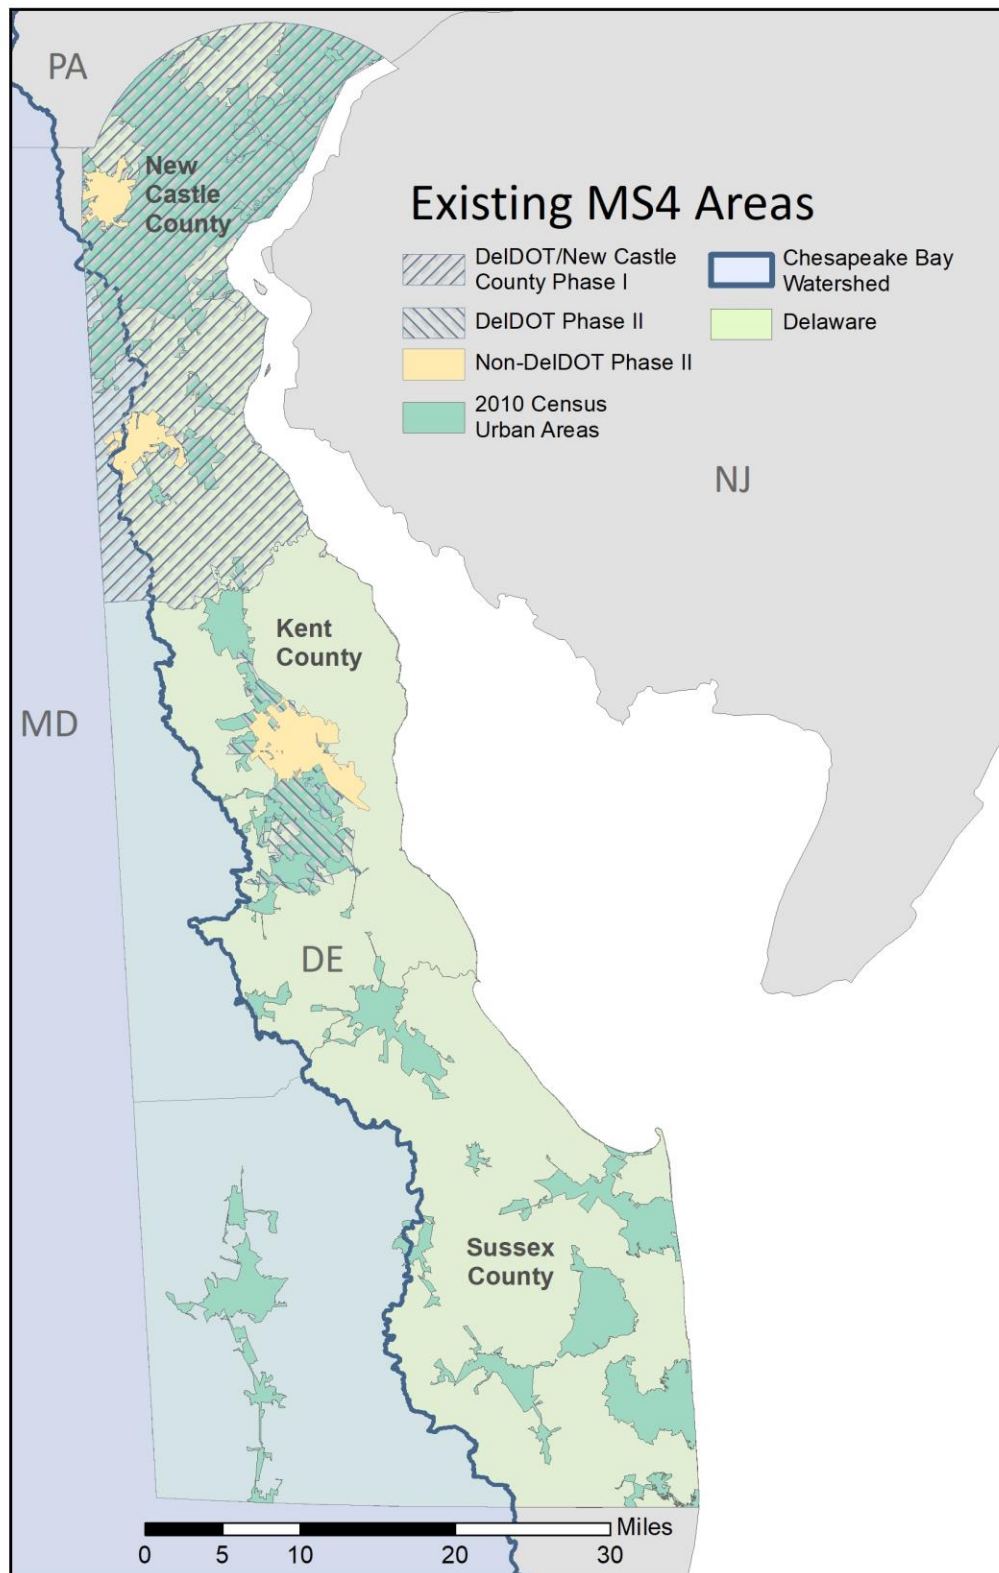 PA
New
Castle
County
Existing MS4 Areas
DelDOT/New Castle
County Phase I
DelDOT Phase II
Non-DelDOT Phase II
2010 Census
Urban Areas
Chesapeake Bay
Watershed
Delaware
NJ
Kent
County
MD
DE
Sussex
County
Miles
0 5 10 20 30